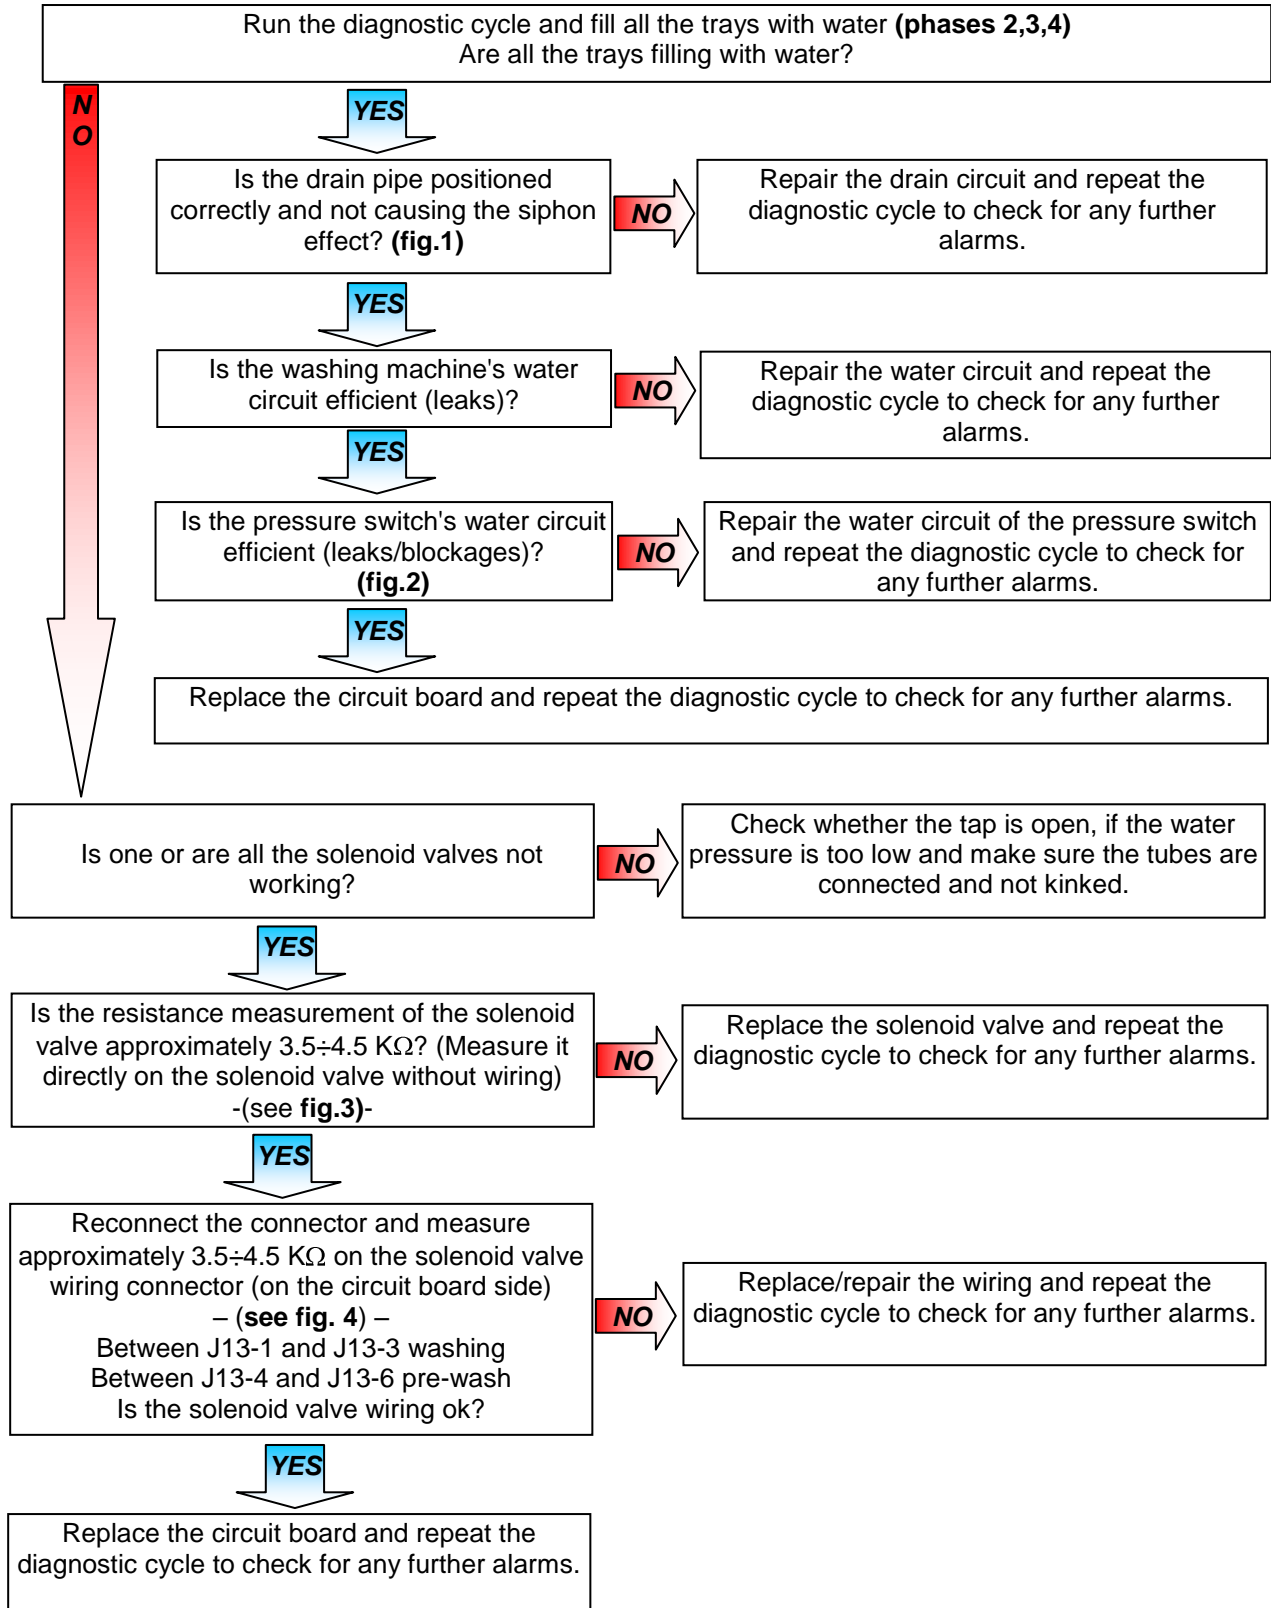 Run the diagnostic cycle and fill all the trays with water (phases 2,3,4)
Are all the trays filling with water?
N
O
YES
Is the drain pipe positioned
correctly and not causing the siphon
effect? (fig.1)
NO
Repair the drain circuit and repeat the
diagnostic cycle to check for any further
alarms.
YES
Is the washing machine's water
circuit efficient (leaks)?
NO
Repair the water circuit and repeat the
diagnostic cycle to check for any further
alarms.
YES
Is the pressure switch's water circuit
efficient (leaks/blockages)?
(fig.2)
NO
Repair the water circuit of the pressure switch
and repeat the diagnostic cycle to check for
any further alarms.
YES
Replace the circuit board and repeat the diagnostic cycle to check for any further alarms.
Is one or are all the solenoid valves not
working?
NO
Check whether the tap is open, if the water
pressure is too low and make sure the tubes are
connected and not kinked.
YES
Is the resistance measurement of the solenoid
valve approximately 3.5÷4.5 KΩ? (Measure it
directly on the solenoid valve without wiring)
-(see fig.3)-
NO
Replace the solenoid valve and repeat the
diagnostic cycle to check for any further alarms.
YES
Reconnect the connector and measure
approximately 3.5÷4.5 KΩ on the solenoid valve
wiring connector (on the circuit board side)
– (see fig. 4) –
Between J13-1 and J13-3 washing
Between J13-4 and J13-6 pre-wash
Is the solenoid valve wiring ok?
NO
Replace/repair the wiring and repeat the
diagnostic cycle to check for any further alarms.
YES
Replace the circuit board and repeat the
diagnostic cycle to check for any further alarms.